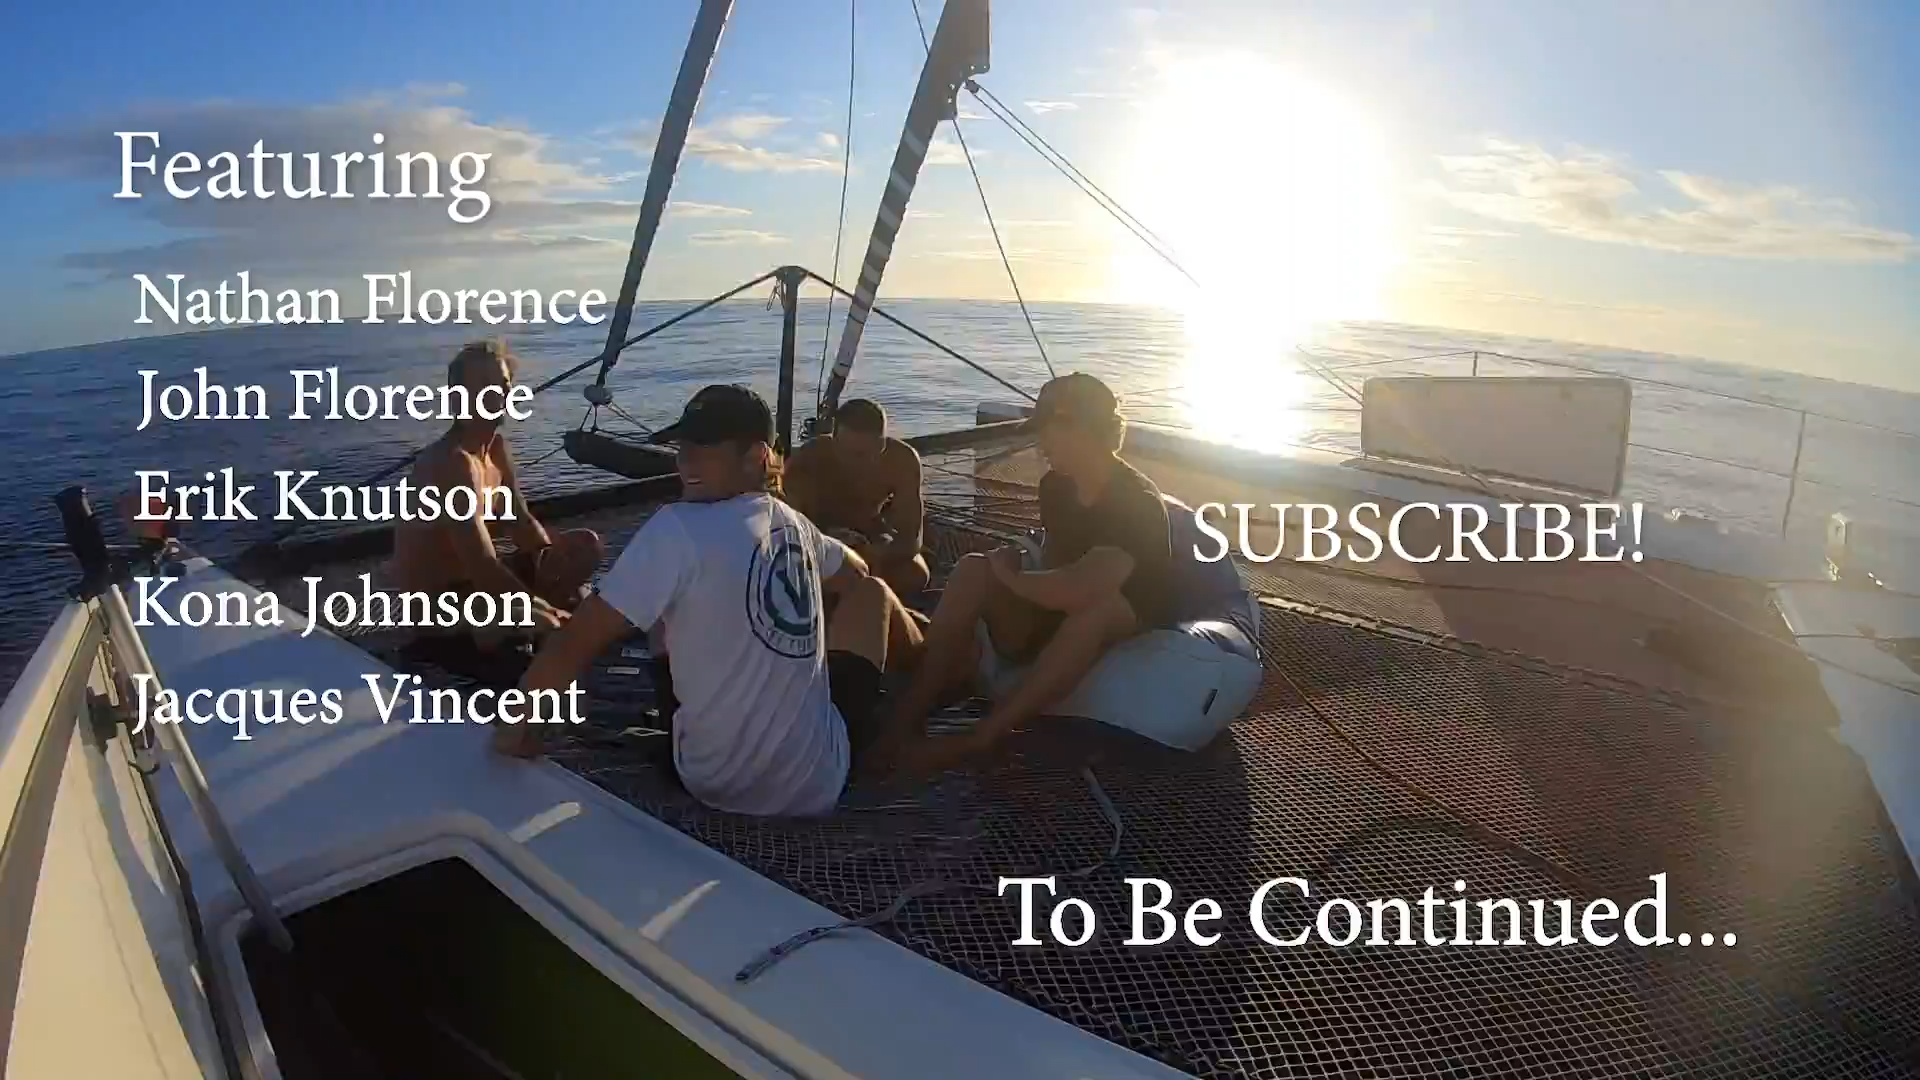 Featuring
Nathan Florence
John Florence
Erik Knutson
Kona Johnson
Jacques Vincent
SUBSCRIBE!
To Be Continued...